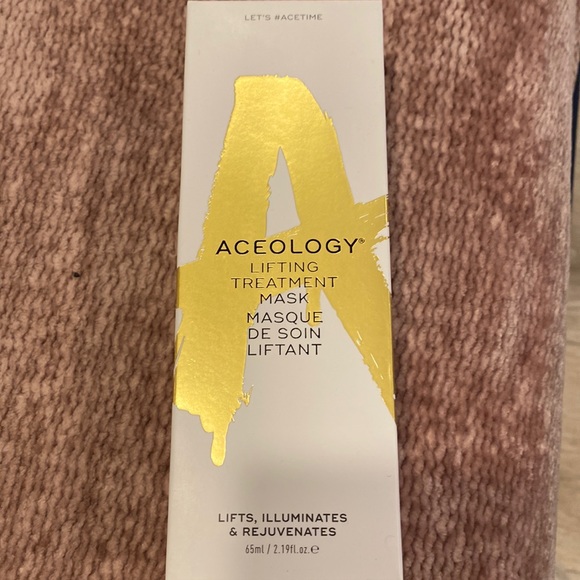 LET'S #ACETIME
ACEOLOGY®
LIFTING
TREATMENT
MASK
MASQUE
DE SOIN
LIFTANT
LIFTS, ILLUMINATES
& REJUVENATES
65ml / 2.19fl.oz.℮